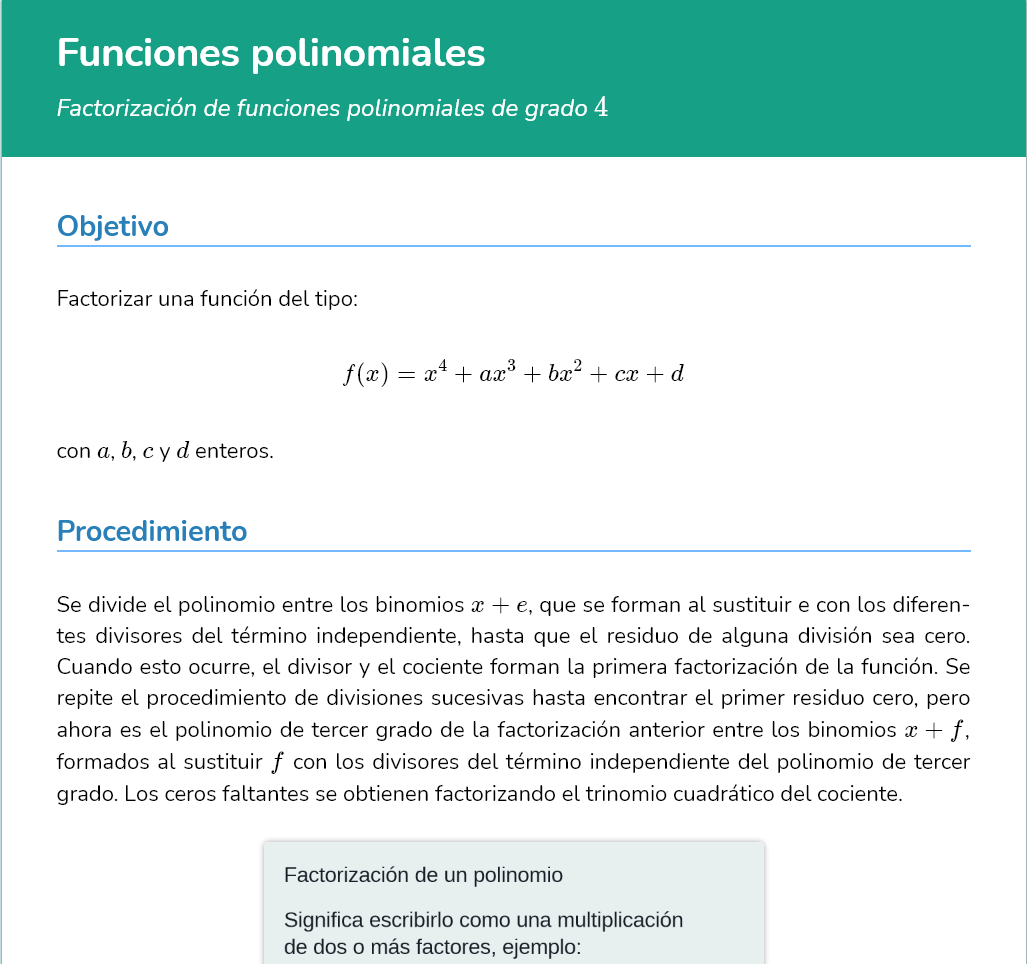 Funciones polinomiales
Factorización de funciones polinomiales de grado 4
Objetivo
Factorizar una función del tipo:
f(x) = x⁴ + ax³ + bx² + cx + d
con a, b, c y d enteros.
Procedimiento
Se divide el polinomio entre los binomios x + e, que se forman al sustituir e con los diferen-
tes divisores del término independiente, hasta que el residuo de alguna división sea cero.
Cuando esto ocurre, el divisor y el cociente forman la primera factorización de la función. Se
repite el procedimiento de divisiones sucesivas hasta encontrar el primer residuo cero, pero
ahora es el polinomio de tercer grado de la factorización anterior entre los binomios x + f,
formados al sustituir f con los divisores del término independiente del polinomio de tercer
grado. Los ceros faltantes se obtienen factorizando el trinomio cuadrático del cociente.
Factorización de un polinomio
Significa escribirlo como una multiplicación
de dos o más factores, ejemplo: